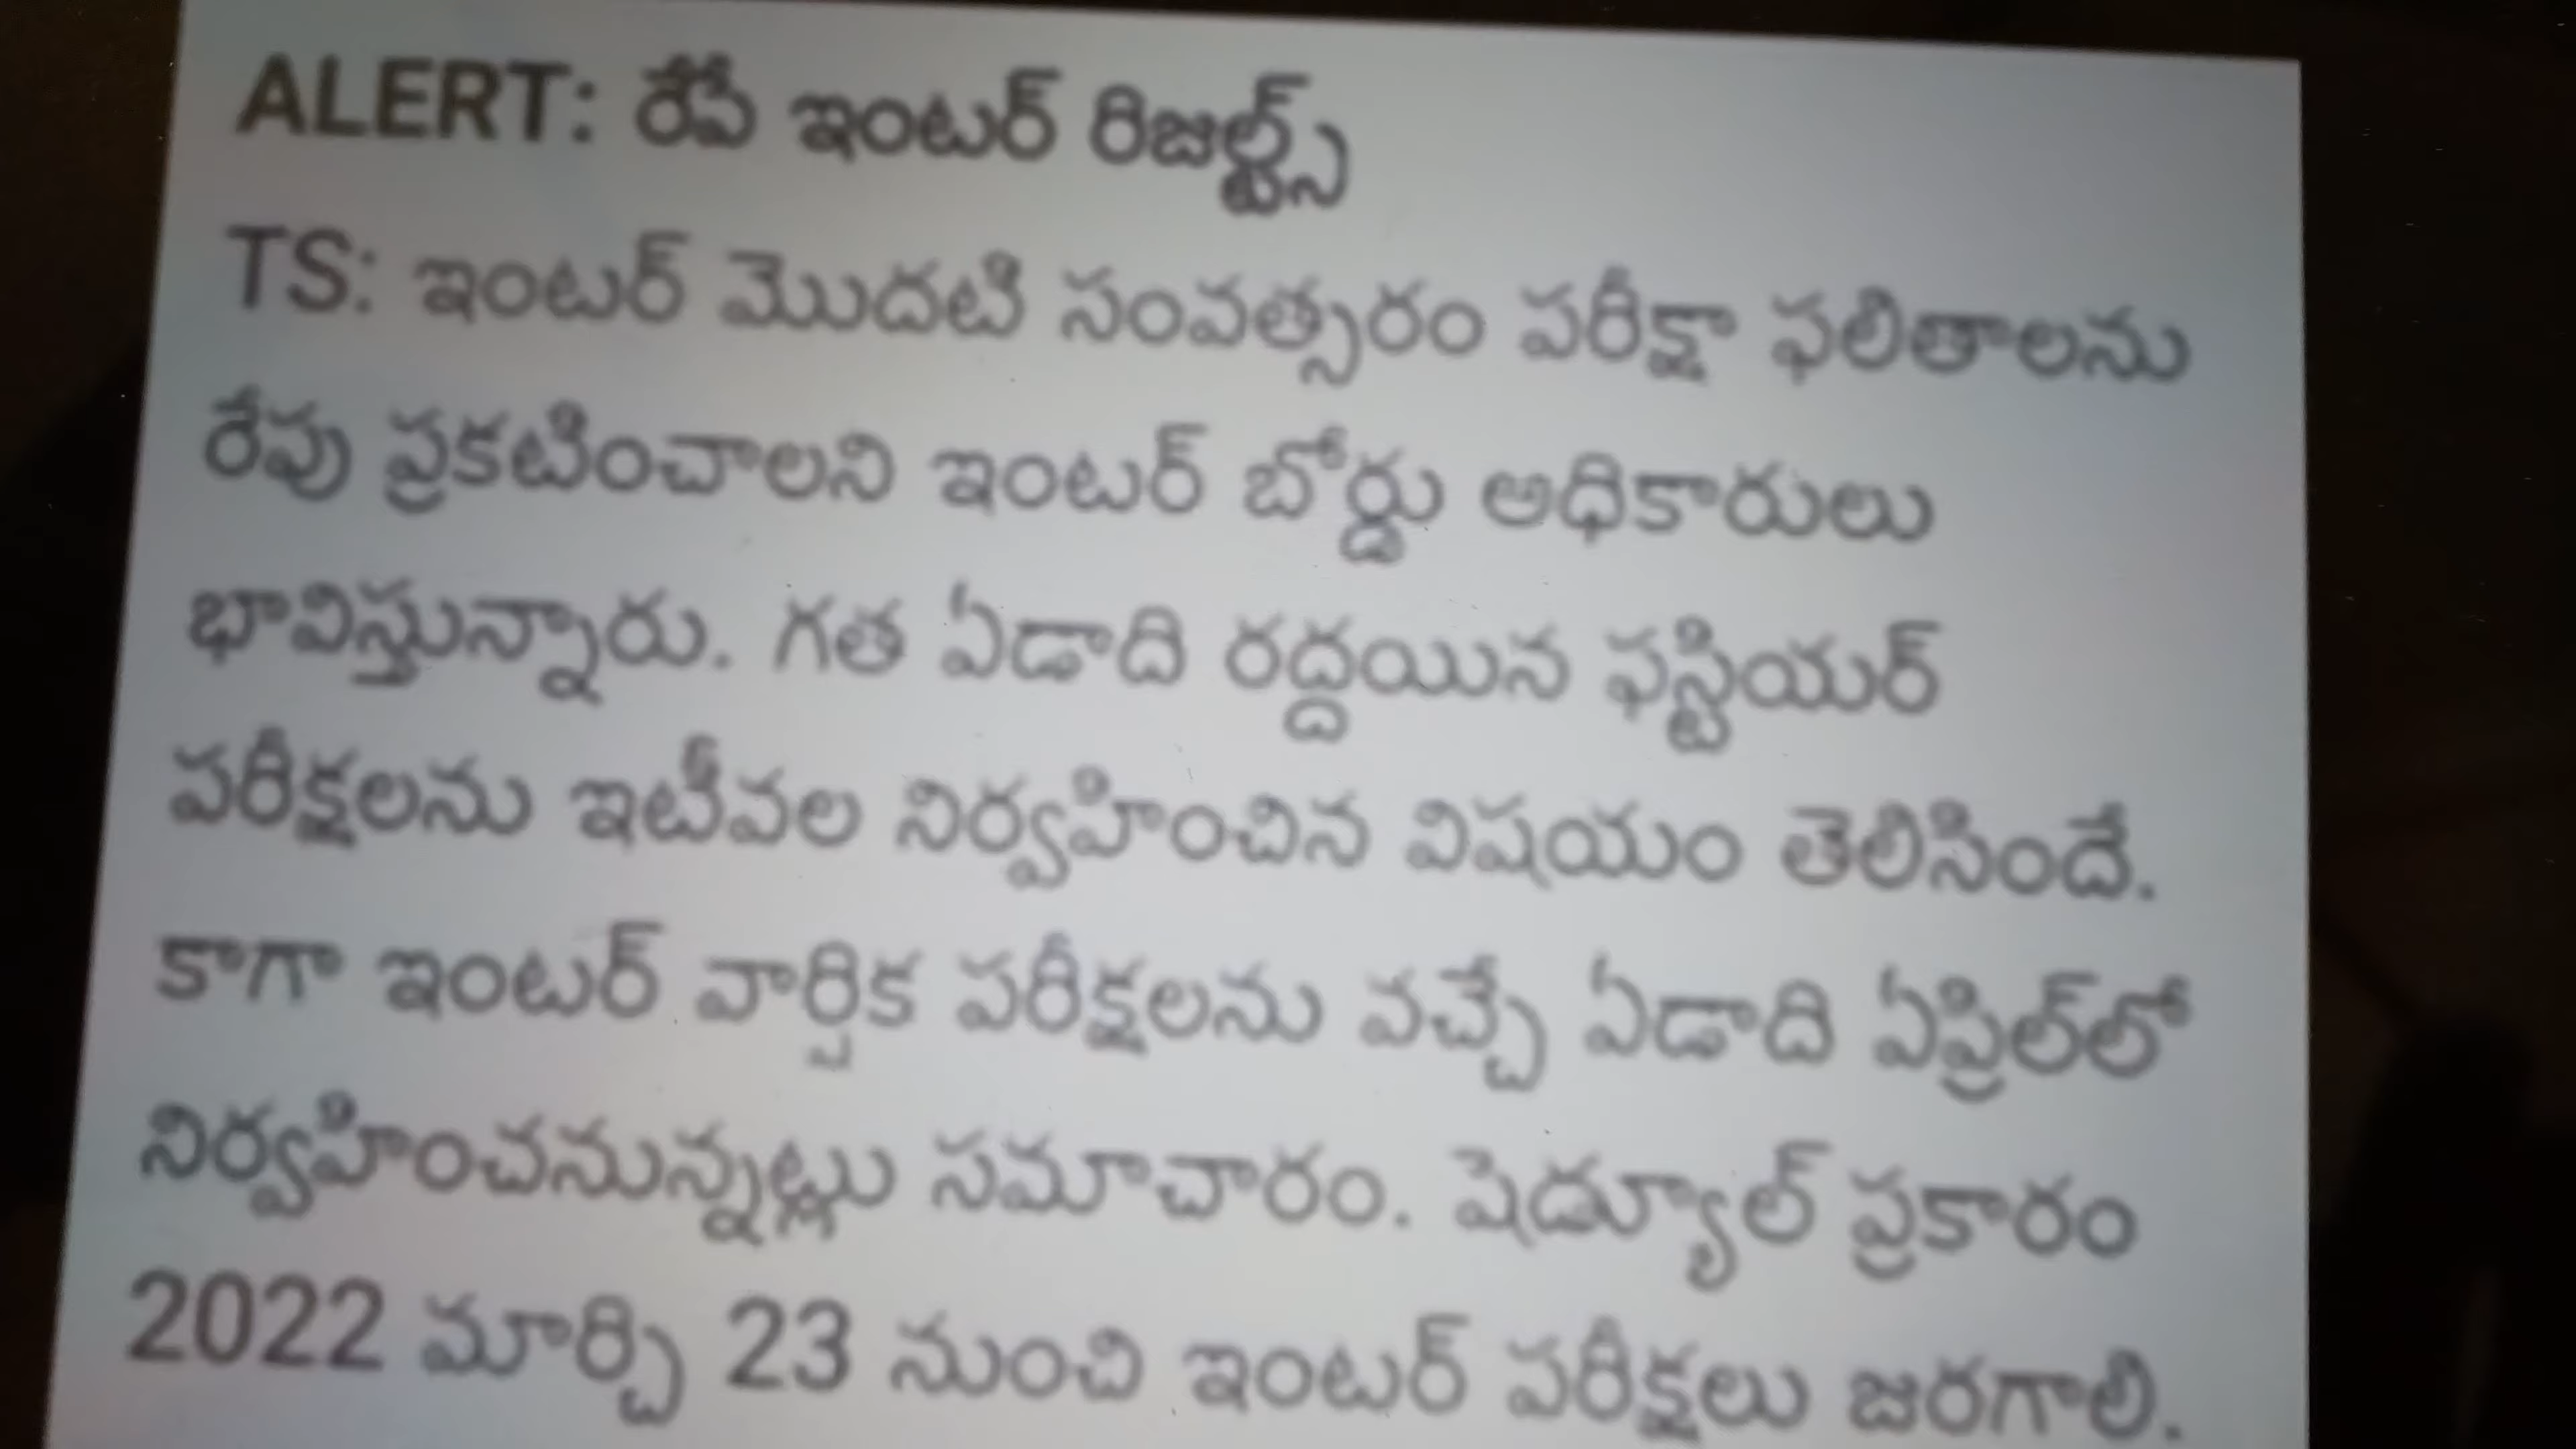 ALERT: రేపే ఇంటర్ రిజల్ట్స్
TS: ఇంటర్ మొదటి సంవత్సరం పరీక్షా ఫలితాలను
రేపు ప్రకటించాలని ఇంటర్ బోర్డు అధికారులు
భావిస్తున్నారు. గత ఏడాది రద్దయిన ఫస్టియర్
పరీక్షలను ఇటీవల నిర్వహించిన విషయం తెలిసిందే.
కాగా ఇంటర్ వార్షిక పరీక్షలను వచ్చే ఏడాది ఏప్రిల్‌లో
నిర్వహించనున్నట్లు సమాచారం. షెడ్యూల్ ప్రకారం
2022 మార్చి 23 నుంచి ఇంటర్ పరీక్షలు జరగాలి.